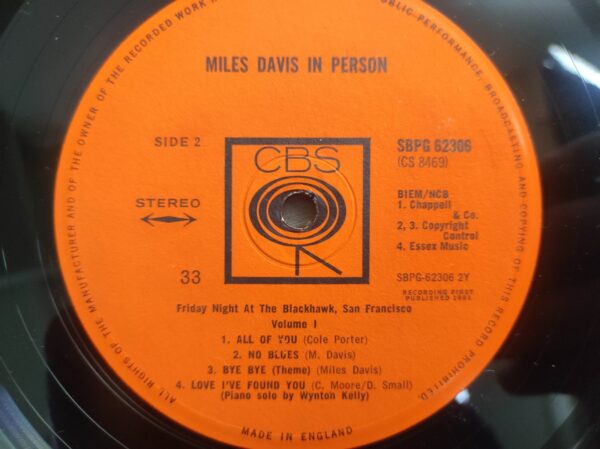 ALL RIGHTS OF THE MANUFACTURER AND OF THE OWNER OF THE RECORDED WORK
PUBLIC PERFORMANCE, BROADCASTING AND COPYING OF THIS RECORD PROHIBITED.
MILES DAVIS IN PERSON
SIDE 2
CBS
SBPG 62306
(CS 8469)
STEREO
BIEM/NCB
1. Chappell
& Co.
2, 3. Copyright
Control
4. Essex Music
33
SBPG-62306 2Y
RECORDING FIRST
PUBLISHED 1961.
Friday Night At The Blackhawk, San Francisco
Volume I
1. ALL OF YOU (Cole Porter)
2. NO BLUES (M. Davis)
3. BYE BYE (Theme) (Miles Davis)
4. LOVE I'VE FOUND YOU (C. Moore/D. Small)
(Piano solo by Wynton Kelly)
MADE IN ENGLAND